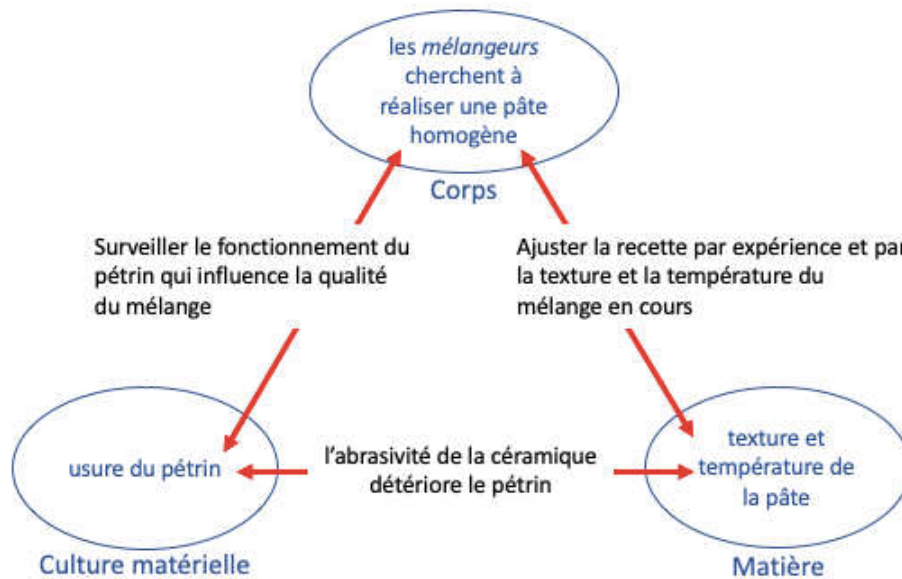 les mélangeurs
cherchent à
réaliser une pâte
homogène
Corps
Surveiller le fonctionnement du
pétrin qui influence la qualité
du mélange
Ajuster la recette par expérience et par
la texture et la température du
mélange en cours
usure du pétrin
l'abrasivité de la céramique
détériore le pétrin
texture et
température de
la pâte
Culture matérielle
Matière